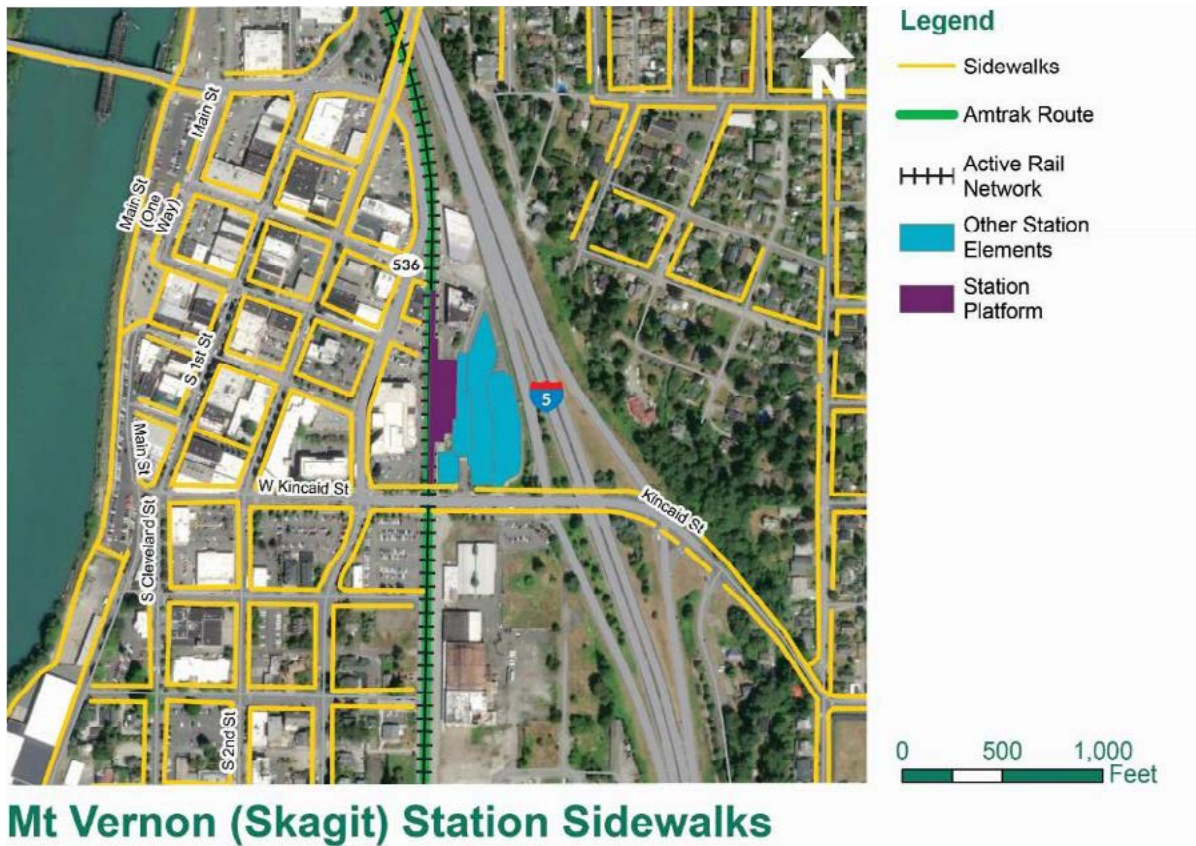 Legend
N
Sidewalks
Amtrak Route
Active Rail
Network
Other Station
Elements
Station
Platform
Main St
Main St
(One
Way)
536
S 1st St
5
Main St
W Kincaid St
Kincaid St
S Cleveland St
S 2nd St
0 500 1,000
Feet
Mt Vernon (Skagit) Station Sidewalks